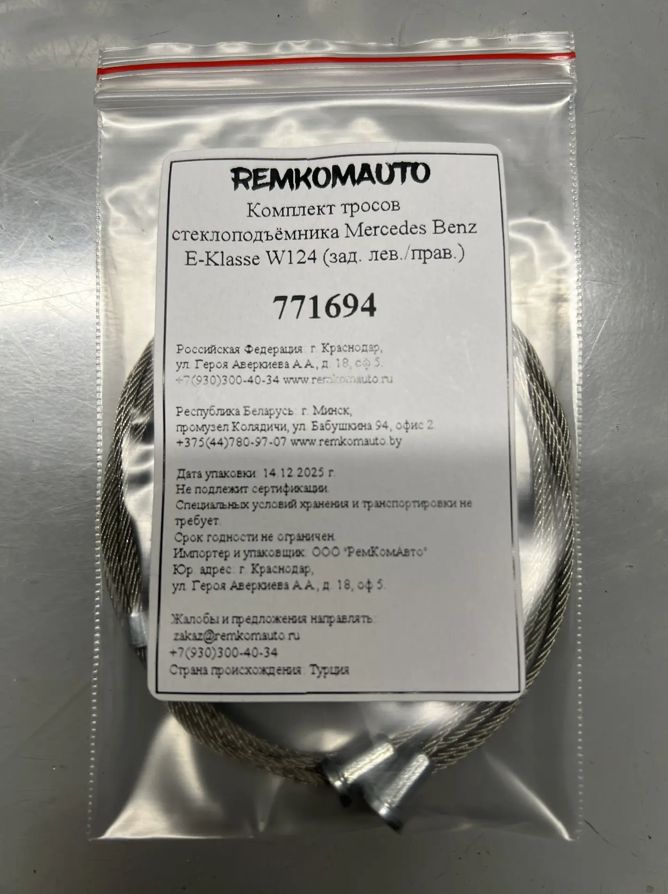 REMKOMAUTO
Комплект тросов
стеклоподъёмника Mercedes Benz
E-Klasse W124 (зад. лев./прав.)
771694
Российская Федерация: г. Краснодар,
ул. Героя Аверкиева А.А., д. 18, оф 5.
+7(930)300-40-34 www.remkomauto.ru
Республика Беларусь: г. Минск,
промузел Колядичи, ул. Бабушкина 94, офис 2
+375(44)780-97-07 www.remkomauto.by
Дата упаковки: 14.12.2025 г.
Не подлежит сертификации.
Специальных условий хранения и транспортировки не
требует.
Срок годности не ограничен.
Импортер и упаковщик: ООО "РемКомАвто"
Юр. адрес: г. Краснодар,
ул. Героя Аверкиева А.А., д. 18, оф 5.
Жалобы и предложения направлять:
zakaz@remkomauto.ru
+7(930)300-40-34
Страна происхождения: Турция